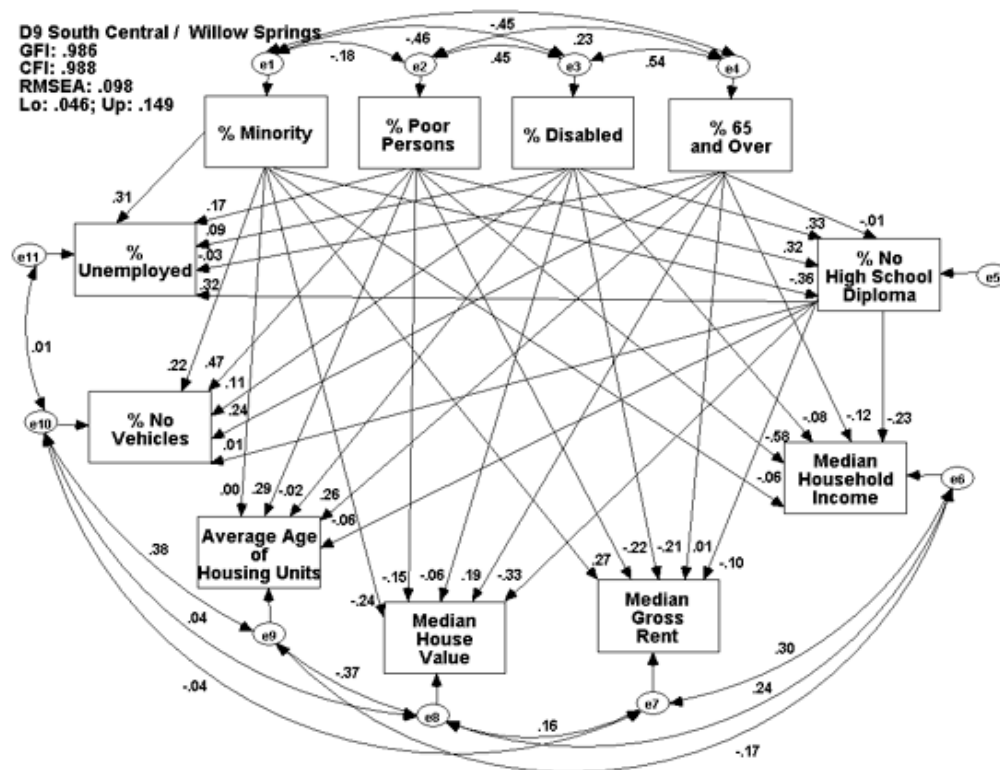 D9 South Central / Willow Springs
GFI: .986
CFI: .988
RMSEA: .098
Lo: .046; Up: .149
-.45
-.46
.23
-.18
.45
.54
e1
e2
e3
e4
% Minority
% Poor
Persons
% Disabled
% 65
and Over
.31
.17
.09
-.03
.32
.33
-.01
.32
-.36
e11
%
Unemployed
% No
High School
Diploma
e5
.01
.22
.47
.11
.24
.01
e10
% No
Vehicles
-.08
-.12
-.23
-.58
-.06
Median
Household
Income
e6
.00
.29
-.02
.26
-.06
Average Age
of
Housing Units
.38
-.24
-.15
-.06
.19
-.33
.27
-.22
-.21
.01
-.10
Median
House
Value
Median
Gross
Rent
.04
e9
-.37
.30
-.04
e8
.16
e7
.24
-.17